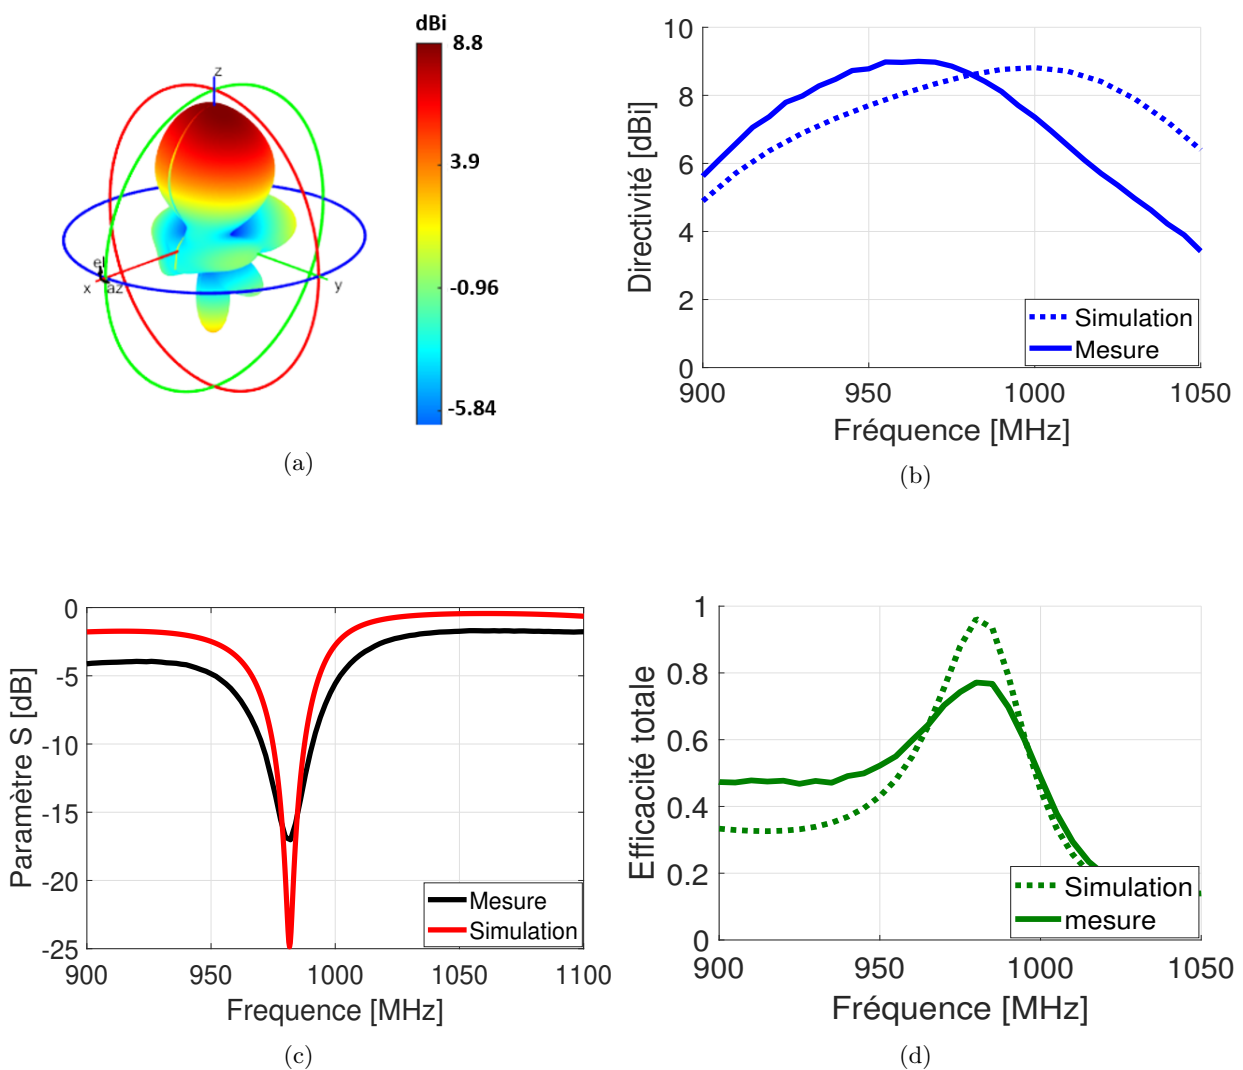 dBi
8.8
3.9
-0.96
-5.84
z
el
x
az
y
(a)
10
8
6
4
2
0
Directivité [dBi]
Simulation
Mesure
900
950
1000
1050
Fréquence [MHz]
(b)
0
-5
-10
-15
-20
-25
Paramètre S [dB]
Mesure
Simulation
900
950
1000
1050
1100
Frequence [MHz]
(c)
1
0.8
0.6
0.4
0.2
0
Efficacité totale
Simulation
mesure
900
950
1000
1050
Fréquence [MHz]
(d)